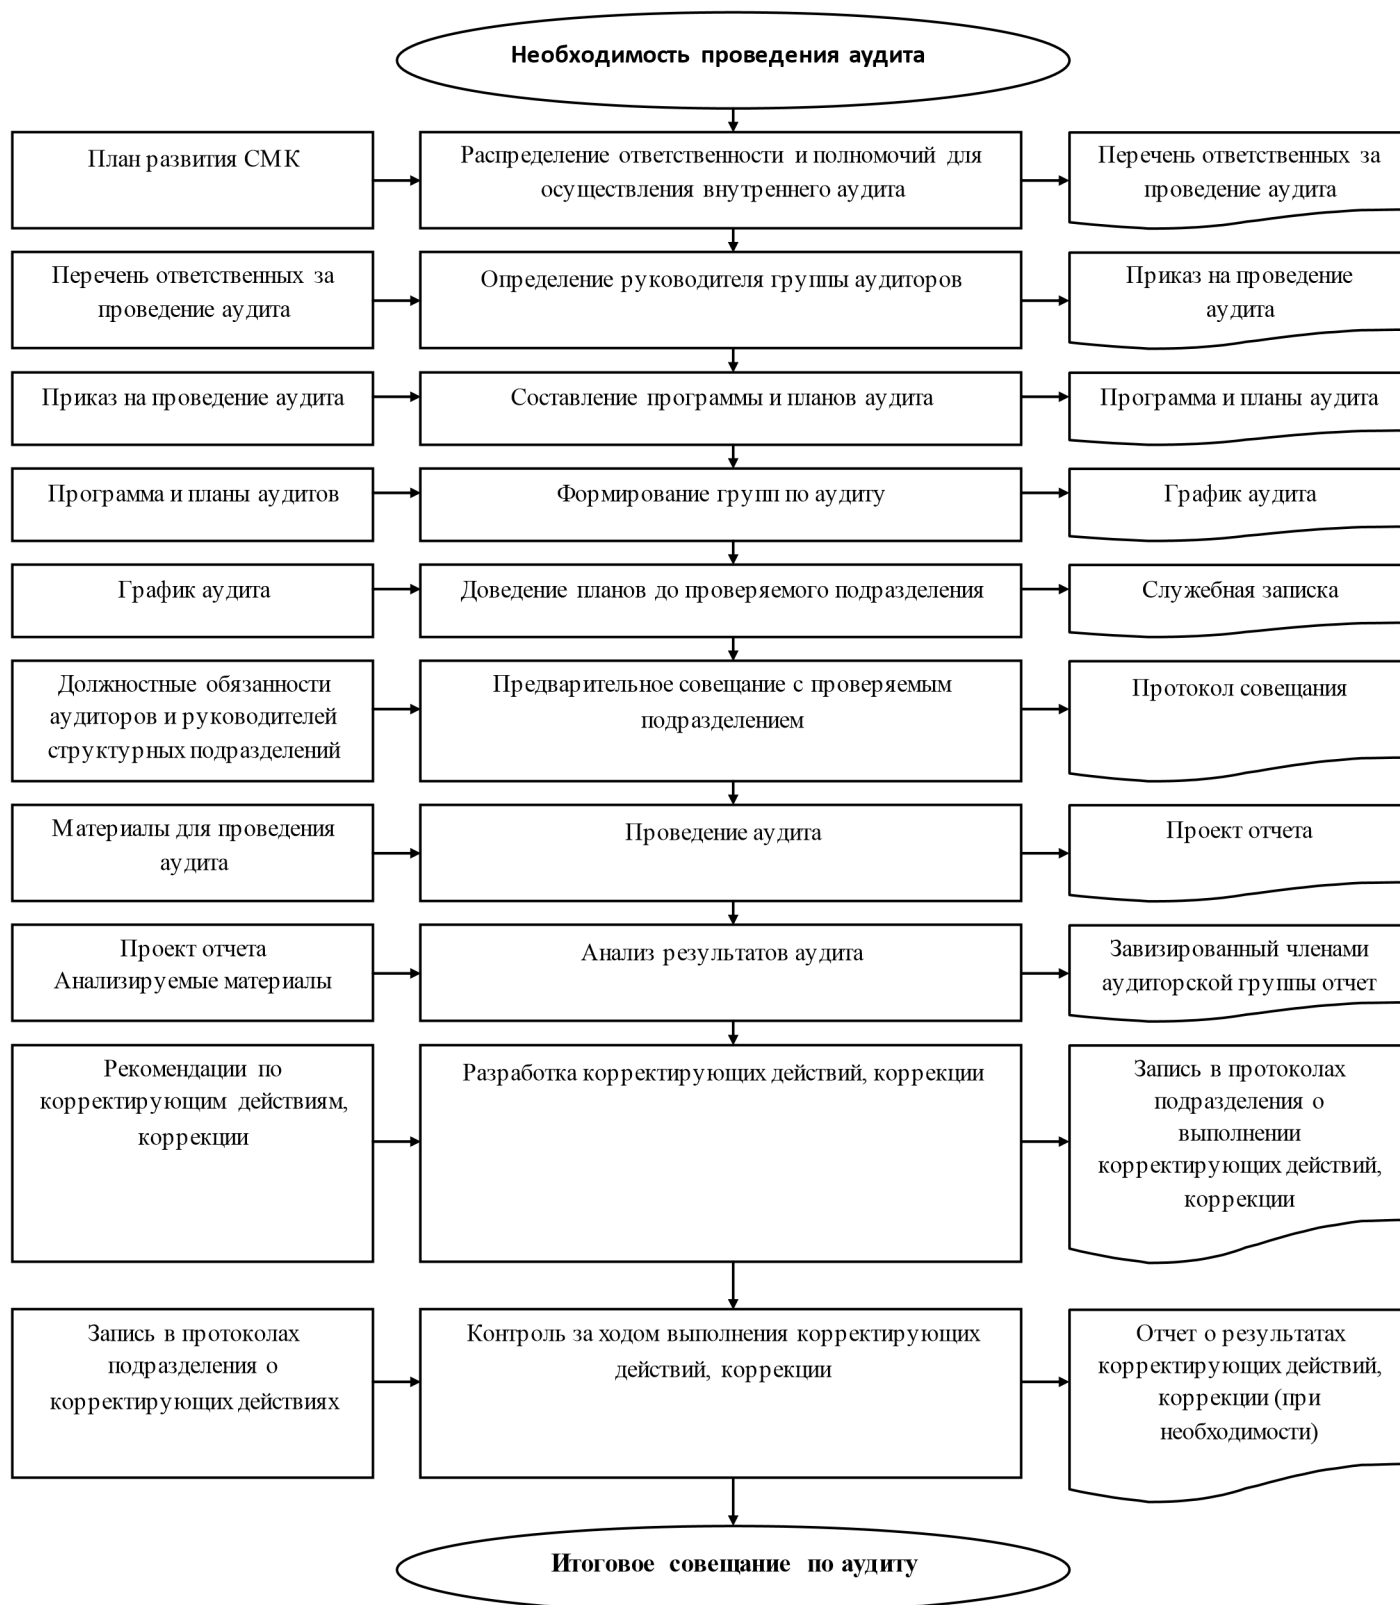 Необходимость проведения аудита
План развития СМК
Распределение ответственности и полномочий для
осуществления внутреннего аудита
Перечень ответственных за
проведение аудита
Перечень ответственных за
проведение аудита
Определение руководителя группы аудиторов
Приказ на проведение
аудита
Приказ на проведение аудита
Составление программы и планов аудита
Программа и планы аудита
Программа и планы аудитов
Формирование групп по аудиту
График аудита
График аудита
Доведение планов до проверяемого подразделения
Служебная записка
Должностные обязанности
аудиторов и руководителей
структурных подразделений
Предварительное совещание с проверяемым
подразделением
Протокол совещания
Материалы для проведения
аудита
Проведение аудита
Проект отчета
Проект отчета
Анализируемые материалы
Анализ результатов аудита
Завизированный членами
аудиторской группы отчет
Рекомендации по
корректирующим действиям,
коррекции
Разработка корректирующих действий, коррекции
Запись в протоколах
подразделения о
выполнении
корректирующих действий,
коррекции
Запись в протоколах
подразделения о
корректирующих действиях
Контроль за ходом выполнения корректирующих
действий, коррекции
Отчет о результатах
корректирующих действий,
коррекции (при
необходимости)
Итоговое совещание по аудиту